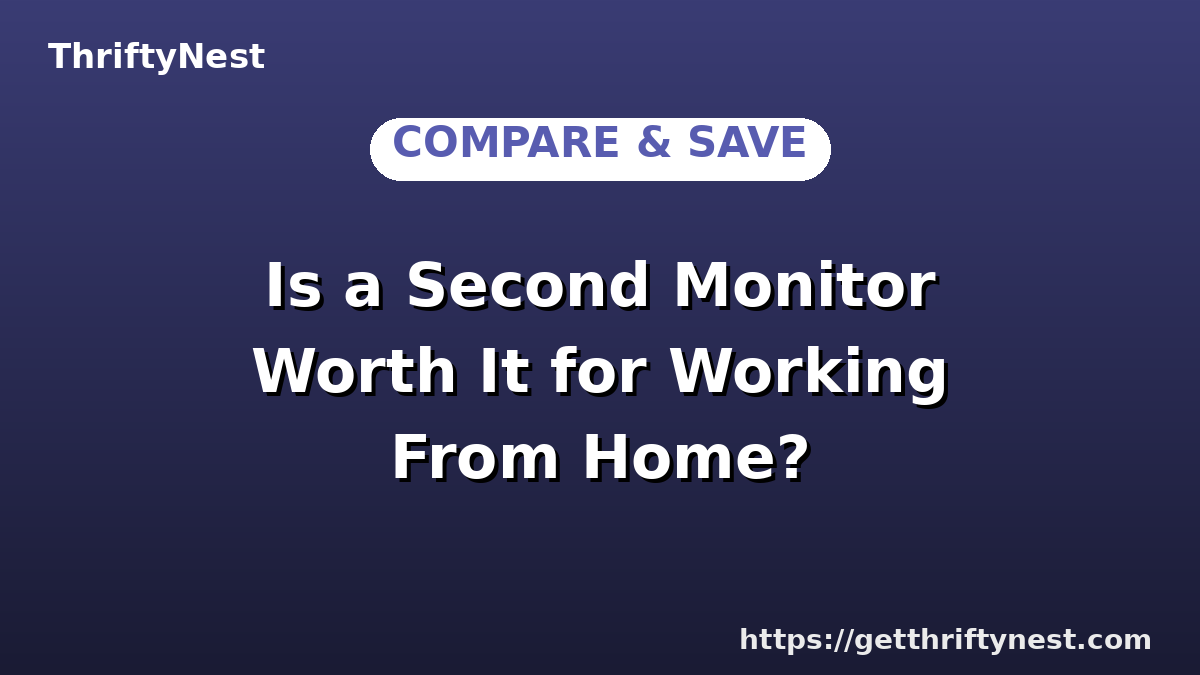 ThriftyNest
COMPARE & SAVE
Is a Second Monitor
Worth It for Working
From Home?
https://getthriftynest.com